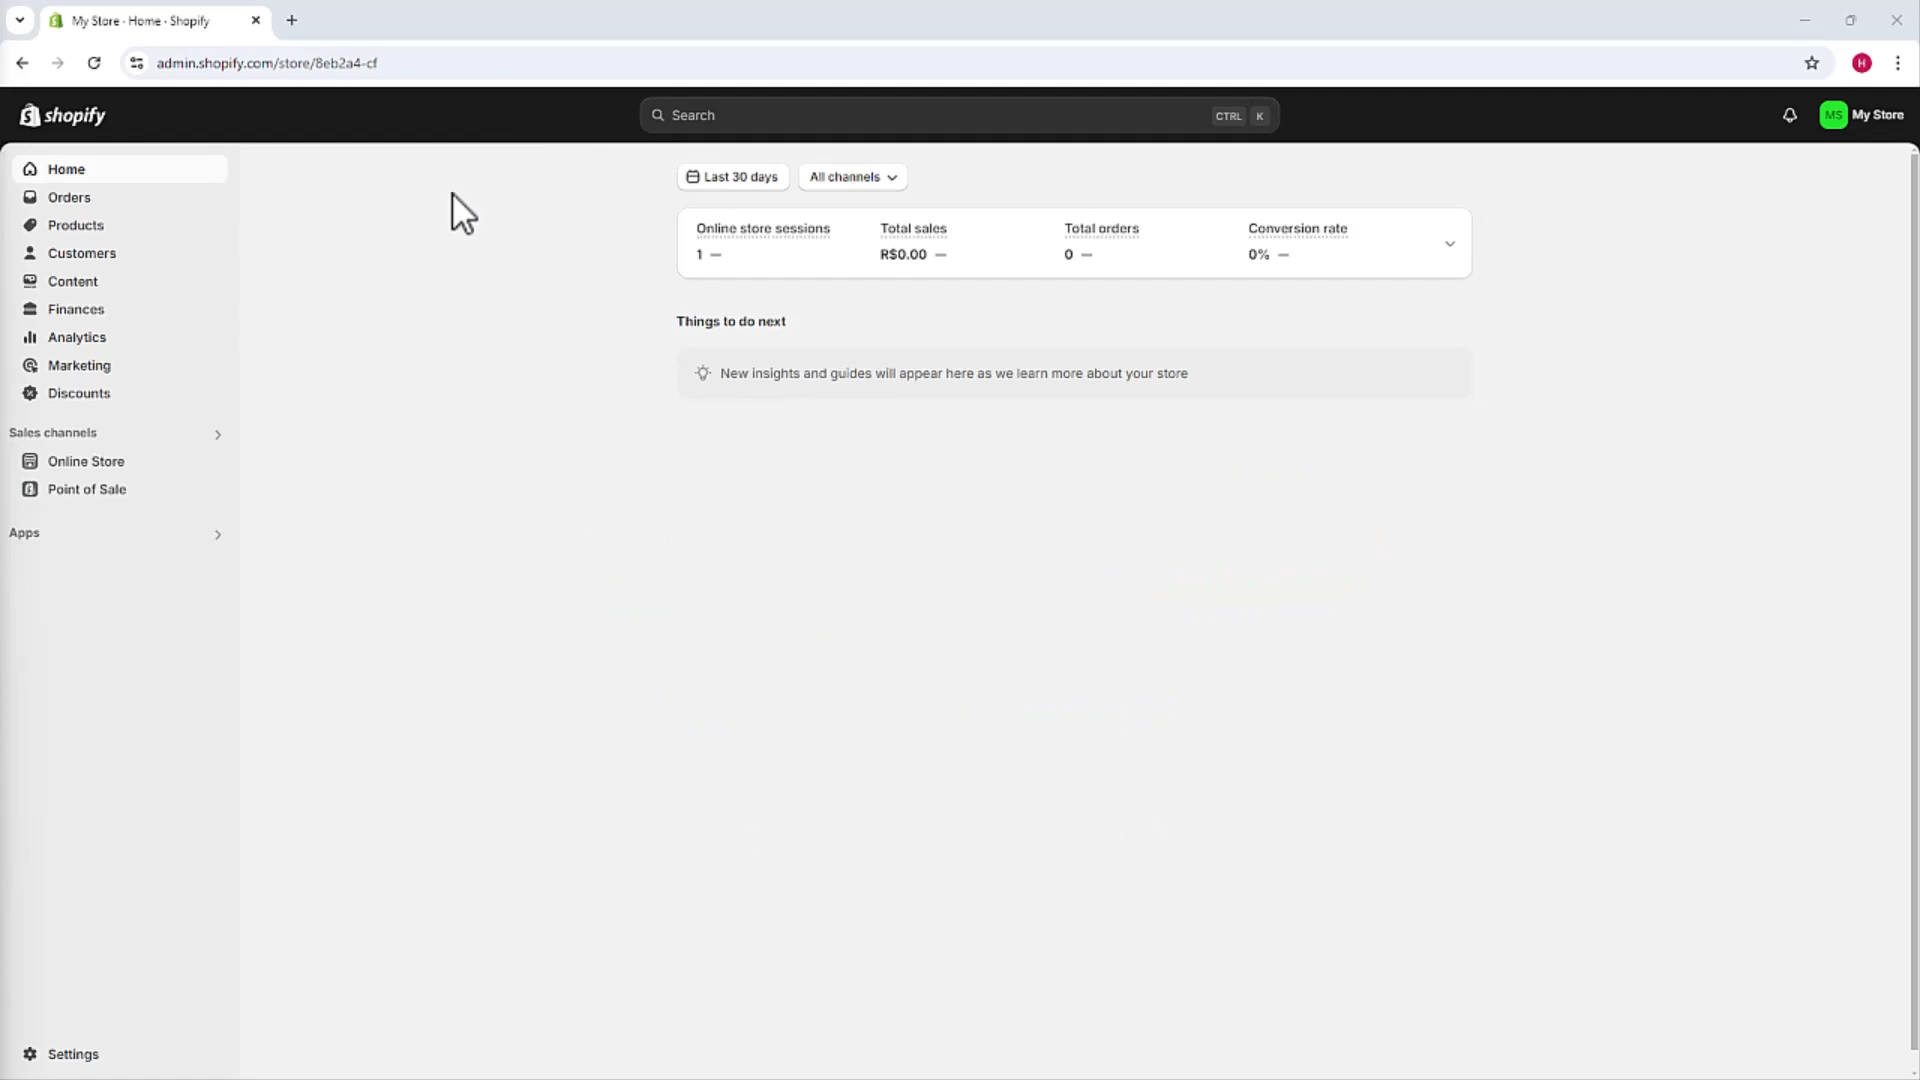 My Store · Home · Shopify
admin.shopify.com/store/8eb2a4-cf
H
shopify
Search
CTRL K
MS My Store
Home
Orders
Products
Customers
Content
Finances
Analytics
Marketing
Discounts
Sales channels
Online Store
Point of Sale
Apps
Settings
Last 30 days All channels
Online store sessions Total sales Total orders Conversion rate
1 — R$0.00 — 0 — 0% —
Things to do next
New insights and guides will appear here as we learn more about your store